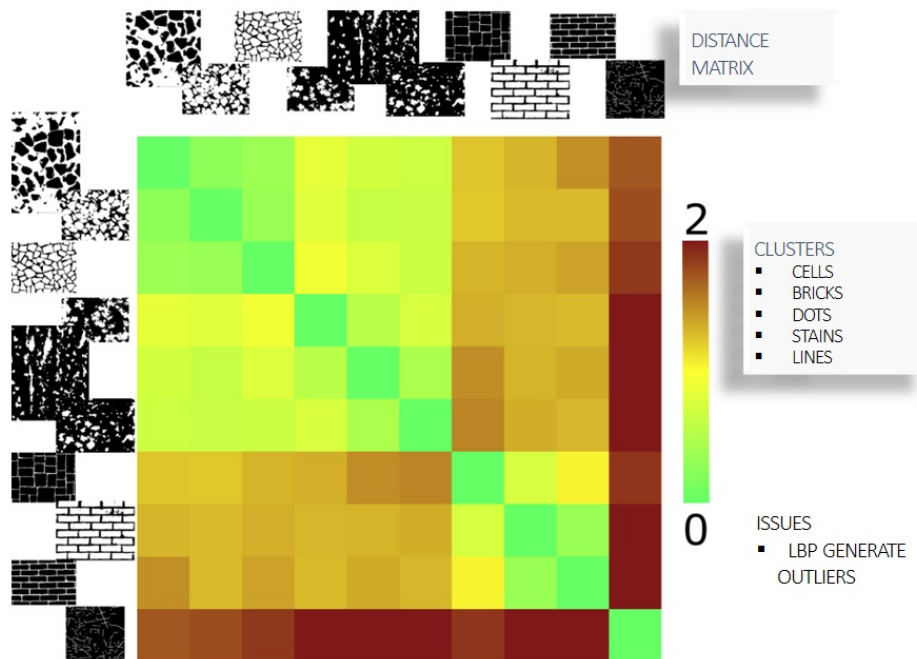 DISTANCE
MATRIX
2
0
CLUSTERS
▪ CELLS
▪ BRICKS
▪ DOTS
▪ STAINS
▪ LINES
ISSUES
▪ LBP GENERATE
OUTLIERS